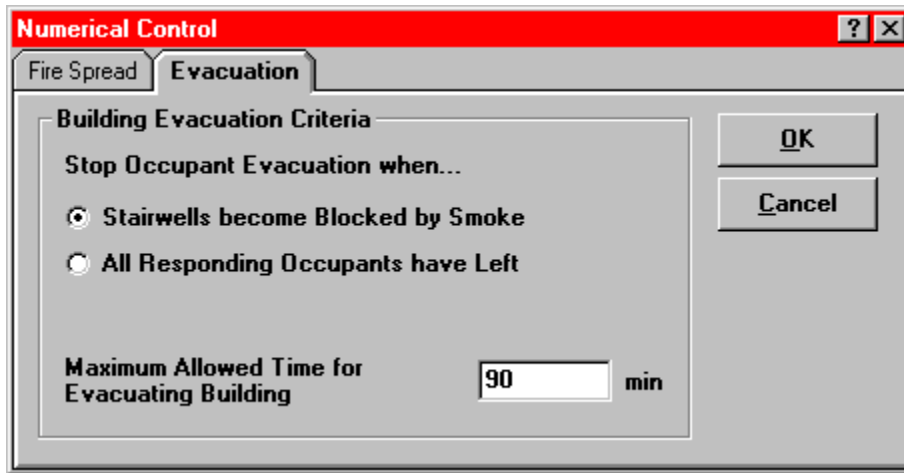 Numerical Control
Fire Spread
Evacuation
Building Evacuation Criteria
Stop Occupant Evacuation when...
Stairwells become Blocked by Smoke
All Responding Occupants have Left
Maximum Allowed Time for
Evacuating Building
90
min
OK
Cancel